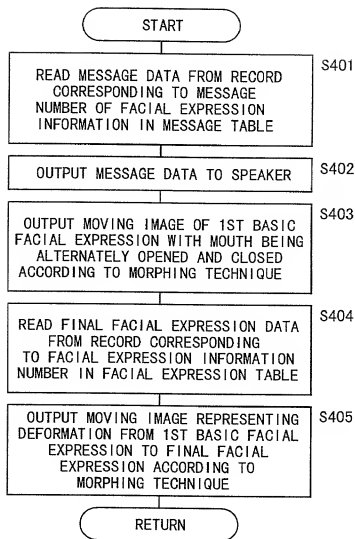 START
S401
READ MESSAGE DATA FROM RECORD
CORRESPONDING TO MESSAGE
NUMBER OF FACIAL EXPRESSION
INFORMATION IN MESSAGE TABLE
S402
OUTPUT MESSAGE DATA TO SPEAKER
S403
OUTPUT MOVING IMAGE OF 1ST BASIC
FACIAL EXPRESSION WITH MOUTH BEING
ALTERNATELY OPENED AND CLOSED
ACCORDING TO MORPHING TECHNIQUE
S404
READ FINAL FACIAL EXPRESSION DATA
FROM RECORD CORRESPONDING
TO FACIAL EXPRESSION INFORMATION
NUMBER IN FACIAL EXPRESSION TABLE
S405
OUTPUT MOVING IMAGE REPRESENTING
DEFORMATION FROM 1ST BASIC FACIAL
EXPRESSION TO FINAL FACIAL
EXPRESSION ACCORDING TO
MORPHING TECHNIQUE
RETURN